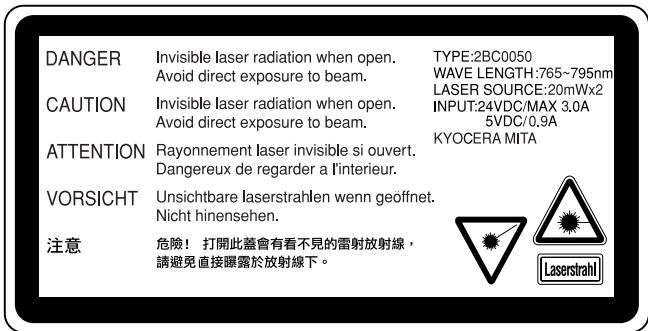 DANGER Invisible laser radiation when open.
Avoid direct exposure to beam.
CAUTION Invisible laser radiation when open.
Avoid direct exposure to beam.
ATTENTION Rayonnement laser invisible si ouvert.
Dangereux de regarder a l'interieur.
VORSICHT Unsichtbare laserstrahlen wenn geöffnet.
Nicht hinensehen.
注意 危險！ 打開此蓋會有看不見的雷射放射線，
請避免直接曝露於放射線下。
TYPE:2BC0050
WAVE LENGTH:765~795nm
LASER SOURCE:20mWx2
INPUT:24VDC/MAX 3.0A
5VDC/0.9A
KYOCERA MITA
Laserstrahl